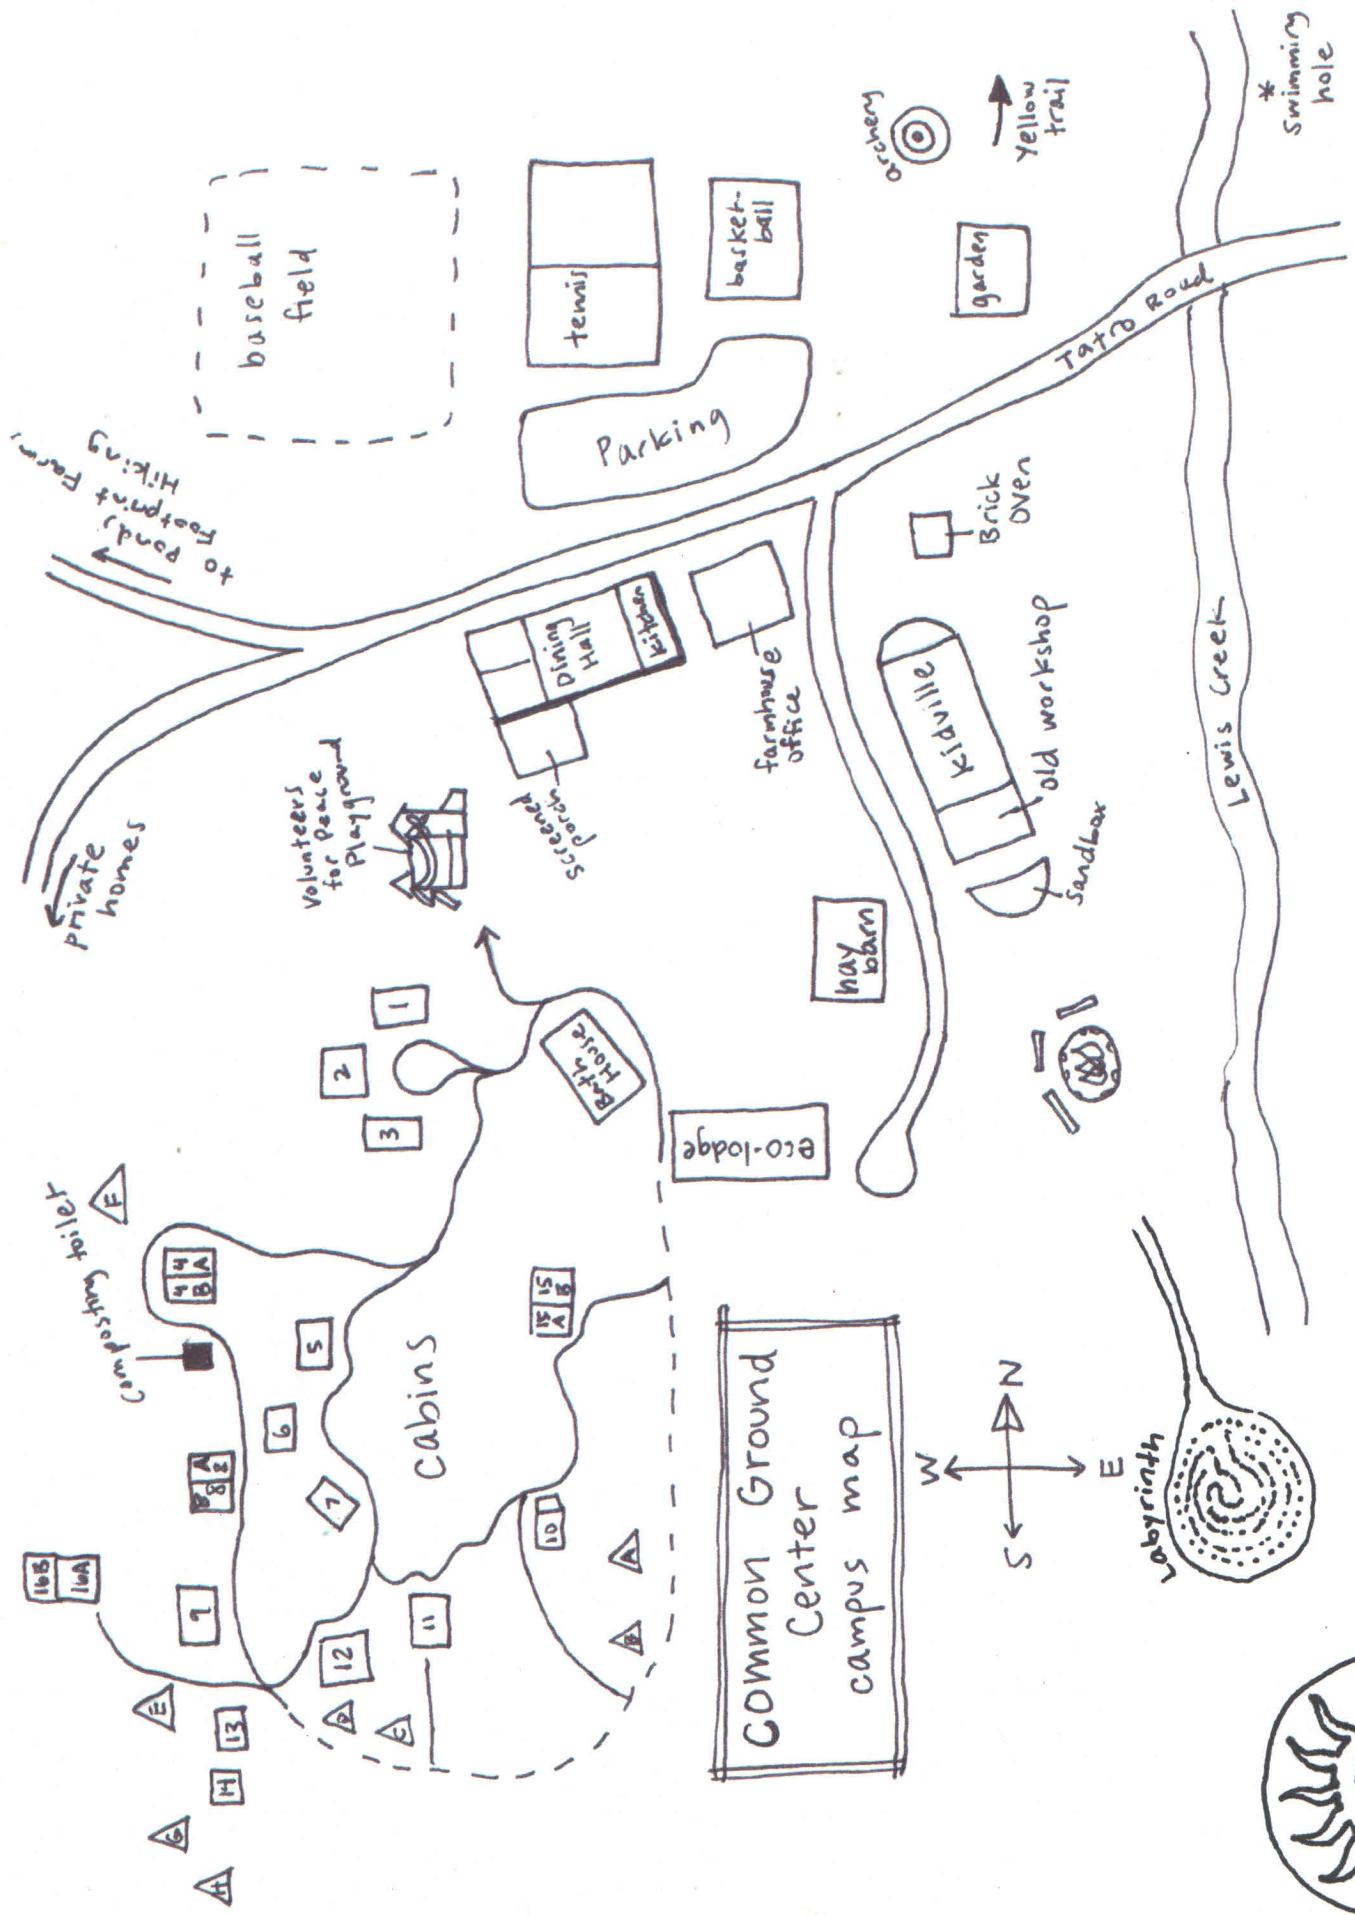 COMMON GROUND
Center
campus map
W
N
S
E
private
homes
to Pond,
Footprint Farm,
Hiking
baseball
field
tennis
basket-
ball
archery
Yellow
trail
*
swimming
hole
garden
Parking
Tatro Road
Brick
Oven
Dining
Hall
kitchen
screened
porch
farmhouse
office
Volunteers
for Peace
Playground
Kidville
old workshop
Sandbox
hay
barn
Lewis Creek
eco-lodge
Bath
House
Labyrinth
composting toilet
Cabins
1
2
3
4 4
B A
5
6
7
B A
8 8
9
10
11
12
13
14
15 15
A B
16B
16A
A
B
C
D
E
F
G
H